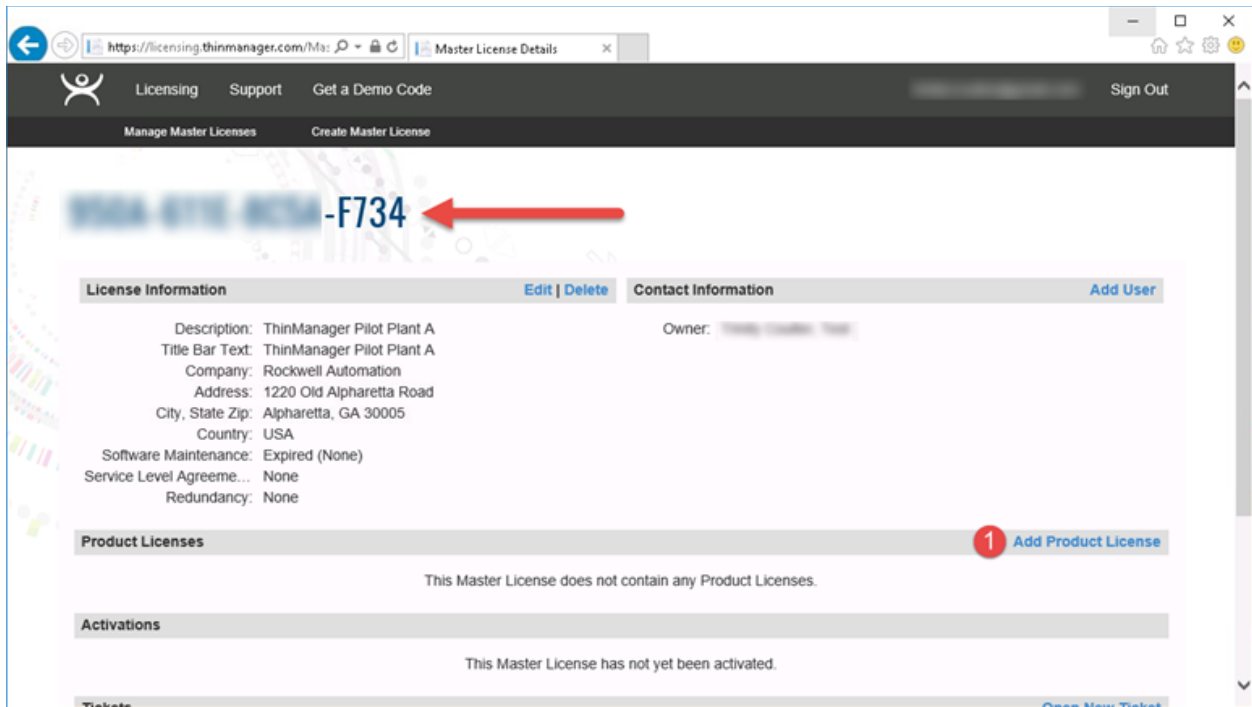 https://licensing.thinmanager.com/Ma:
Master License Details
Licensing Support Get a Demo Code
Sign Out
Manage Master Licenses Create Master License
-F734
License Information Edit | Delete
Contact Information Add User
Description: ThinManager Pilot Plant A
Title Bar Text: ThinManager Pilot Plant A
Company: Rockwell Automation
Address: 1220 Old Alpharetta Road
City, State Zip: Alpharetta, GA 30005
Country: USA
Software Maintenance: Expired (None)
Service Level Agreeme... None
Redundancy: None
Owner:
Product Licenses 1 Add Product License
This Master License does not contain any Product Licenses.
Activations
This Master License has not yet been activated.
Tickets Open New Ticket